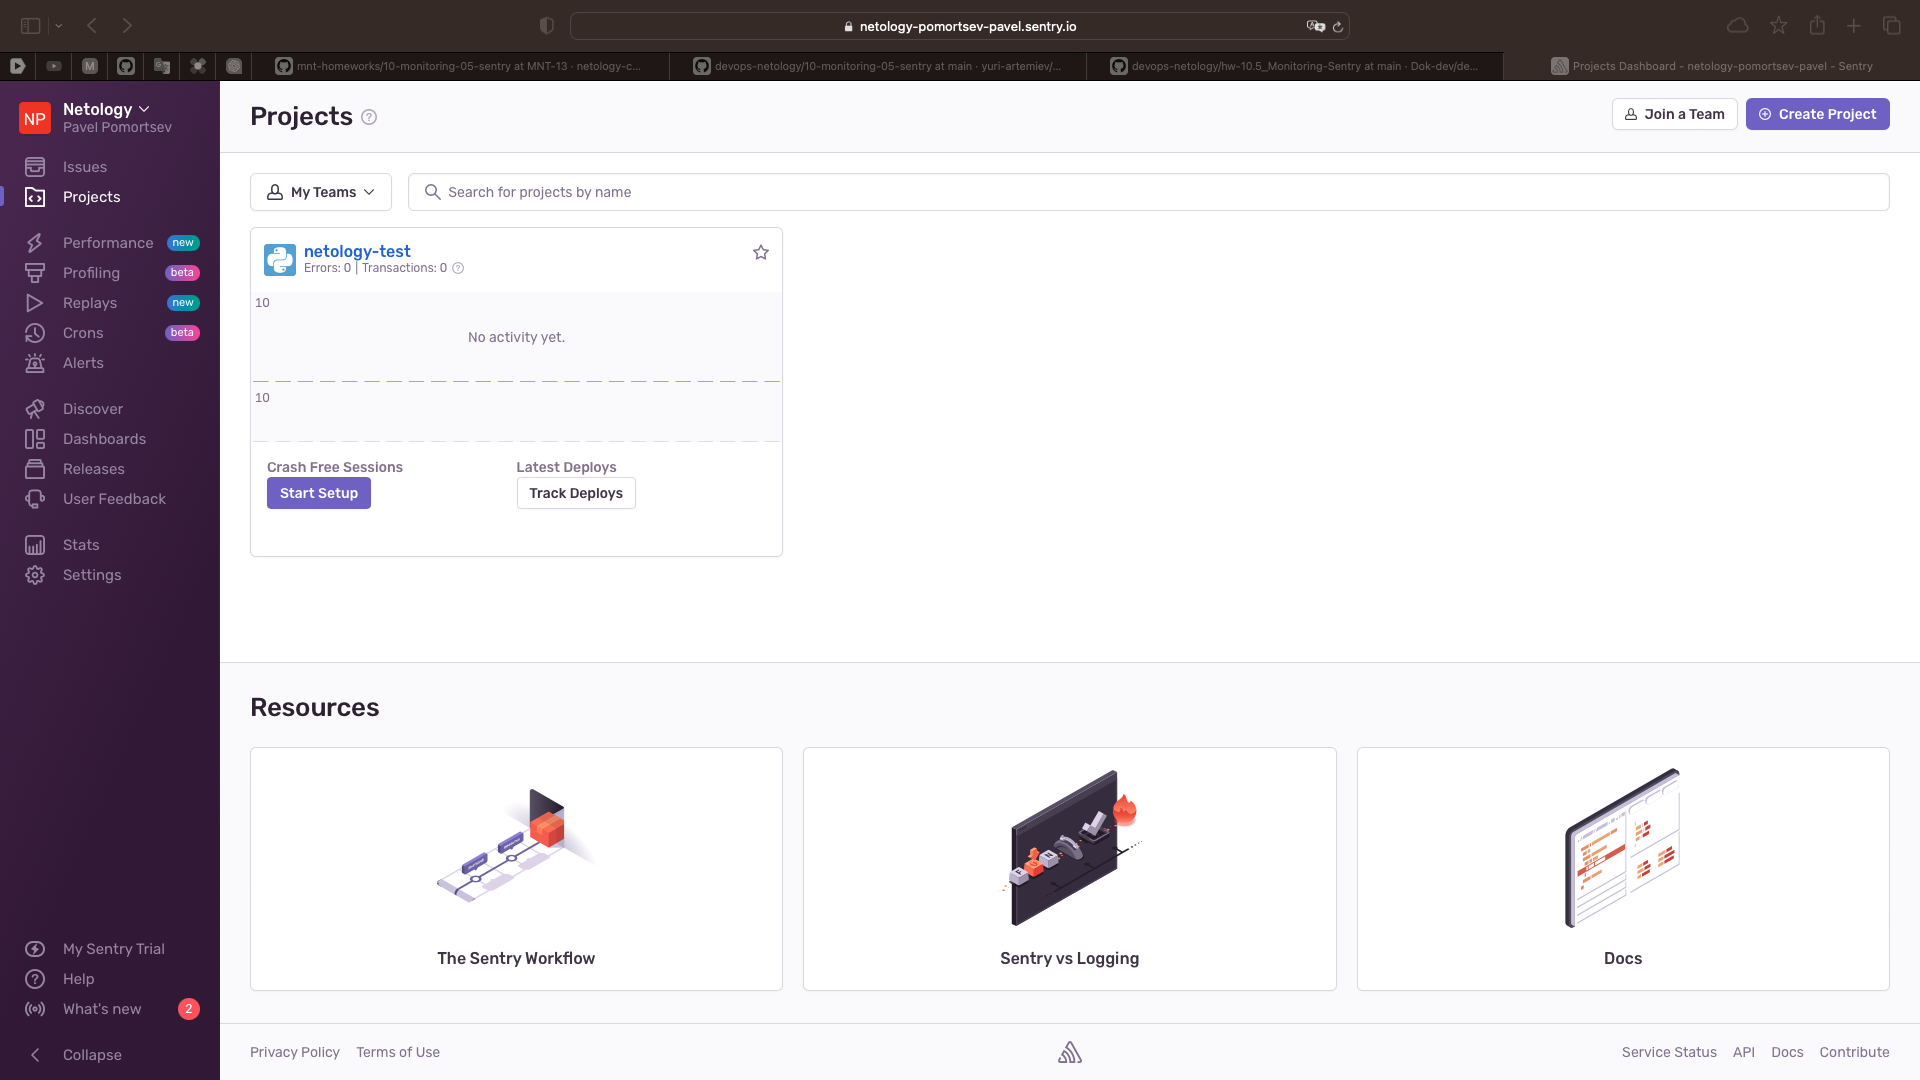 netology-pomortsev-pavel.sentry.io
M
mnt-homeworks/10-monitoring-05-sentry at MNT-13 · netology-c...
devops-netology/10-monitoring-05-sentry at main · yuri-artemiev/...
devops-netology/hw-10.5_Monitoring-Sentry at main · Dok-dev/de...
Projects Dashboard - netology-pomortsev-pavel - Sentry
NP
Netology
Pavel Pomortsev
Issues
Projects
Performance new
Profiling beta
Replays new
Crons beta
Alerts
Discover
Dashboards
Releases
User Feedback
Stats
Settings
My Sentry Trial
Help
What's new 2
Collapse
Projects ?
Join a Team
Create Project
My Teams
Search for projects by name
netology-test
Errors: 0 | Transactions: 0 ?
10
No activity yet.
10
Crash Free Sessions
Latest Deploys
Start Setup
Track Deploys
Resources
The Sentry Workflow
Sentry vs Logging
Docs
Privacy Policy
Terms of Use
Service Status
API
Docs
Contribute